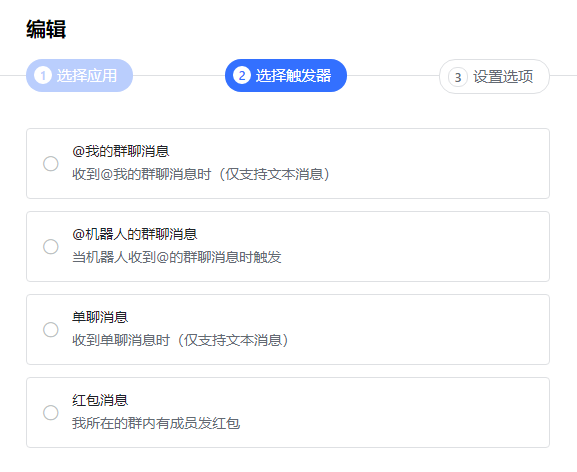 编辑
1 选择应用
2 选择触发器
3 设置选项
@我的群聊消息
收到@我的群聊消息时（仅支持文本消息）
@机器人的群聊消息
当机器人收到@的群聊消息时触发
单聊消息
收到单聊消息时（仅支持文本消息）
红包消息
我所在的群内有成员发红包